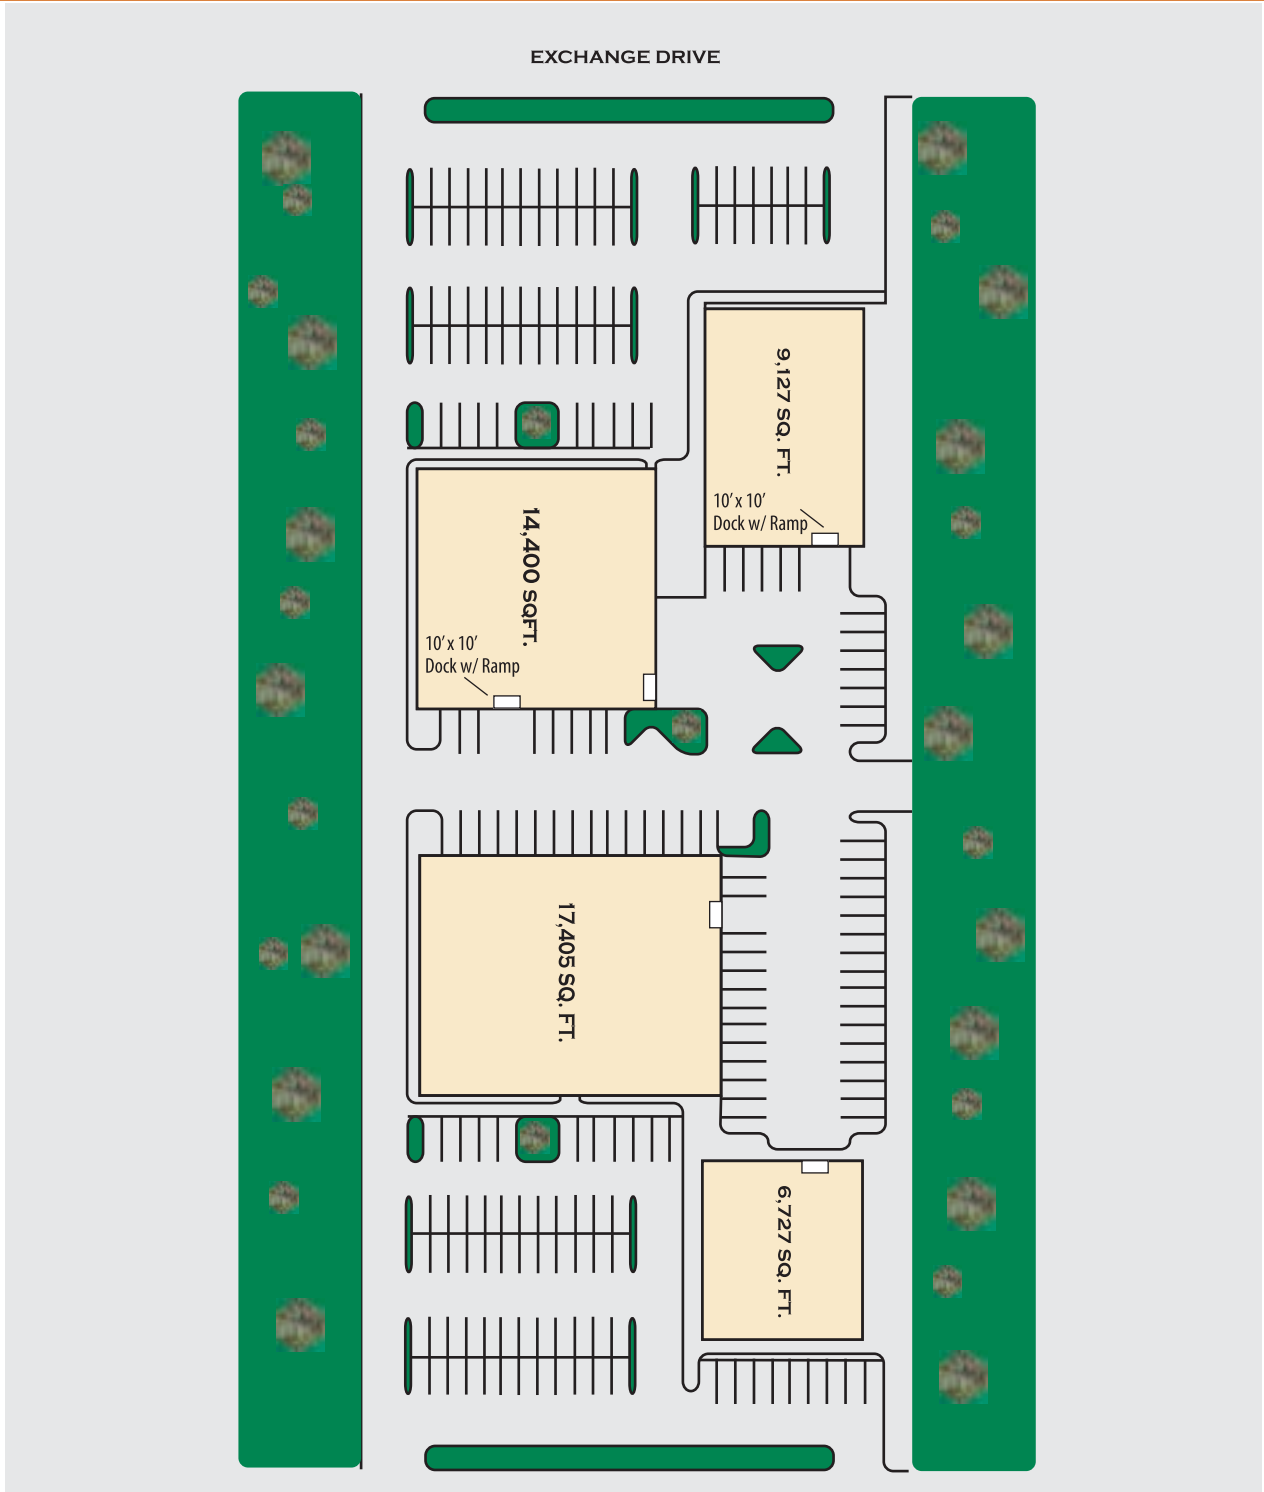 EXCHANGE DRIVE
9,127 SQ. FT.
10' x 10'
Dock w/ Ramp
14,400 SQFT.
10' x 10'
Dock w/ Ramp
17,405 SQ. FT.
6,727 SQ. FT.